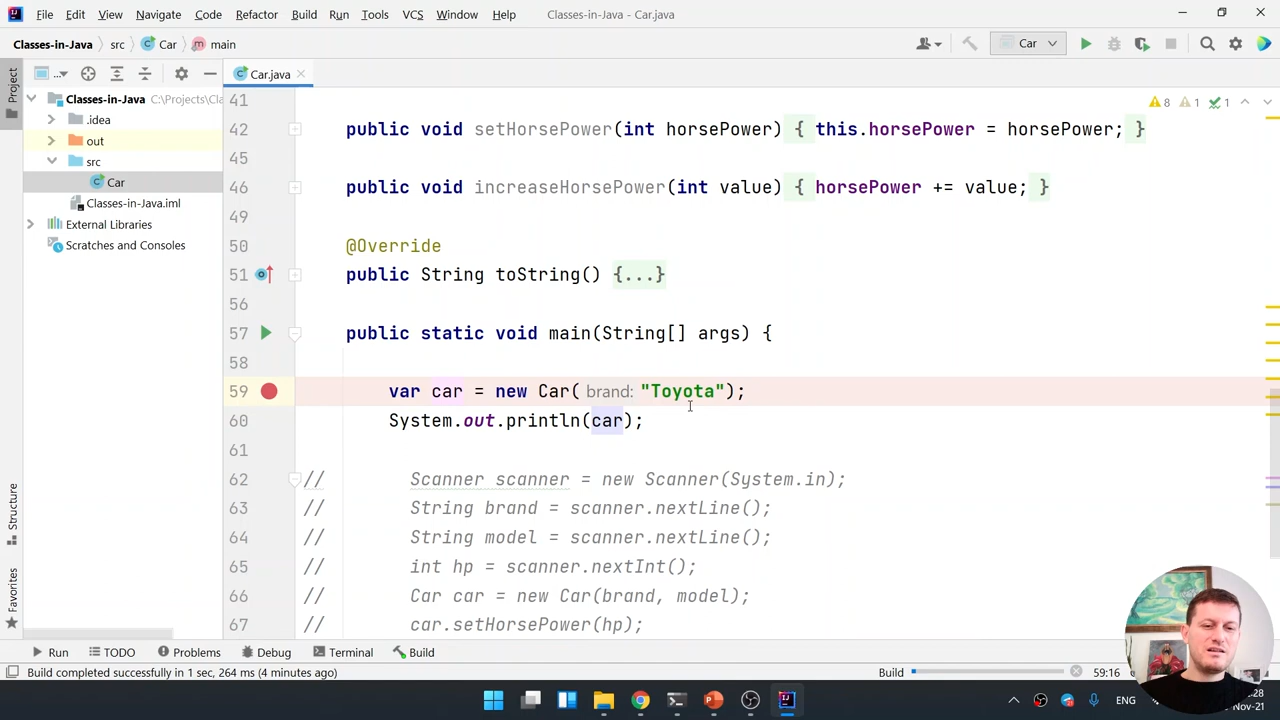 File Edit View Navigate Code Refactor Build Run Tools VCS Window Help Classes-in-Java - Car.java
Classes-in-Java src Car main Car
Project ... Car.java
Classes-in-Java C:\Projects\Cla
.idea
out
src
Car
Classes-in-Java.iml
External Libraries
Scratches and Consoles
Structure
Favorites
8 1 1
41
42 public void setHorsePower(int horsePower) { this.horsePower = horsePower; }
45
46 public void increaseHorsePower(int value) { horsePower += value; }
49
50 @Override
51 public String toString() {...}
56
57 public static void main(String[] args) {
58
59 var car = new Car( brand: "Toyota");
60 System.out.println(car);
61
62 // Scanner scanner = new Scanner(System.in);
63 // String brand = scanner.nextLine();
64 // String model = scanner.nextLine();
65 // int hp = scanner.nextInt();
66 // Car car = new Car(brand, model);
67 // car.setHorsePower(hp);
Run TODO Problems Debug Terminal Build
Build completed successfully in 1 sec, 264 ms (4 minutes ago) Build 59:16
ENG :28
-Nov-21